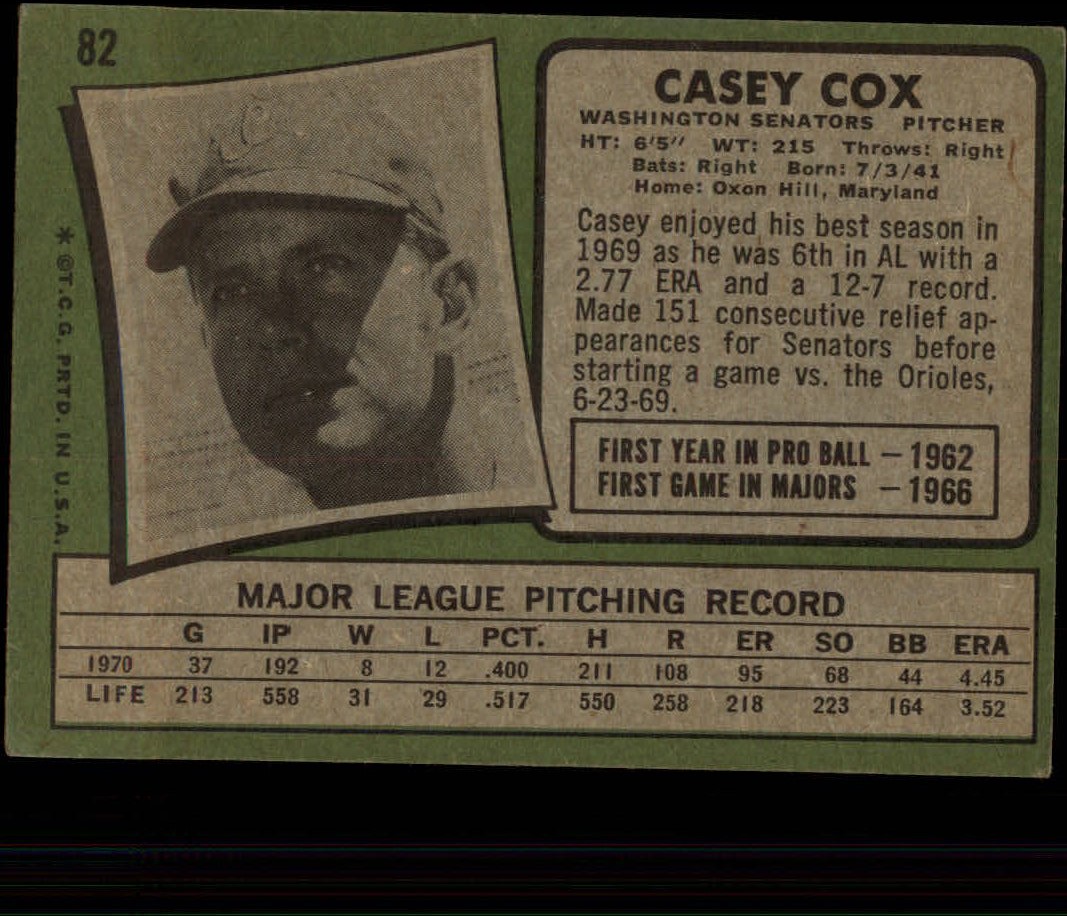 82
CASEY COX
WASHINGTON SENATORS PITCHER
HT: 6'5" WT: 215 Throws: Right
Bats: Right Born: 7/3/41
Home: Oxon Hill, Maryland
Casey enjoyed his best season in
1969 as he was 6th in AL with a
2.77 ERA and a 12-7 record.
Made 151 consecutive relief ap-
pearances for Senators before
starting a game vs. the Orioles,
6-23-69.
FIRST YEAR IN PRO BALL — 1962
FIRST GAME IN MAJORS — 1966
* ©T.C.G. PRTD. IN U.S.A.
MAJOR LEAGUE PITCHING RECORD
G IP W L PCT. H R ER SO BB ERA
1970 37 192 8 12 .400 211 108 95 68 44 4.45
LIFE 213 558 31 29 .517 550 258 218 223 164 3.52